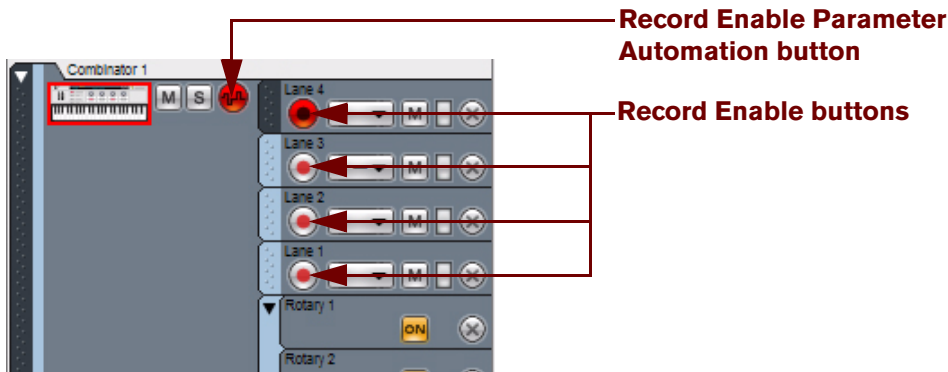 Record Enable Parameter
Automation button
Combinator 1
M S
Lane 4
M
Record Enable buttons
Lane 3
M
Lane 2
M
Lane 1
M
Rotary 1
ON
Rotary 2